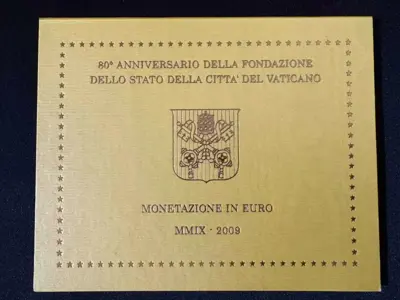 80° ANNIVERSARIO DELLA FONDAZIONE
DELLO STATO DELLA CITTA' DEL VATICANO
MONETAZIONE IN EURO
MMIX - 2009